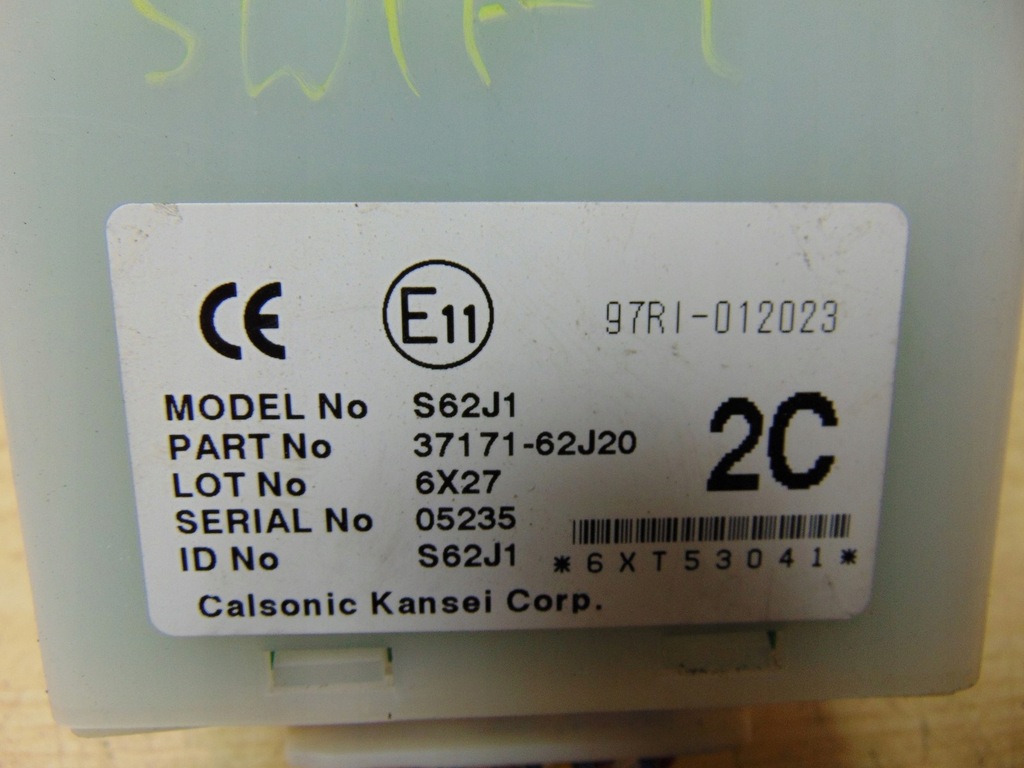 SWIFT
CE E11 97RI-012023
MODEL No S62J1
PART No 37171-62J20
2C
LOT No 6X27
SERIAL No 05235
ID No S62J1
*6XT53041*
Calsonic Kansei Corp.